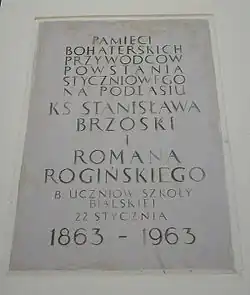 PAMIĘCI
BOHATERSKICH
PRZYWÓDCÓW
POWSTANIA
STYCZNIOWEGO
NA PODLASIU
KS STANISŁAWA
BRZÓSKI
I
ROMANA
ROGIŃSKIEGO
B. UCZNIÓW SZKOŁY
BIALSKIEJ
22 STYCZNIA
1863 - 1963